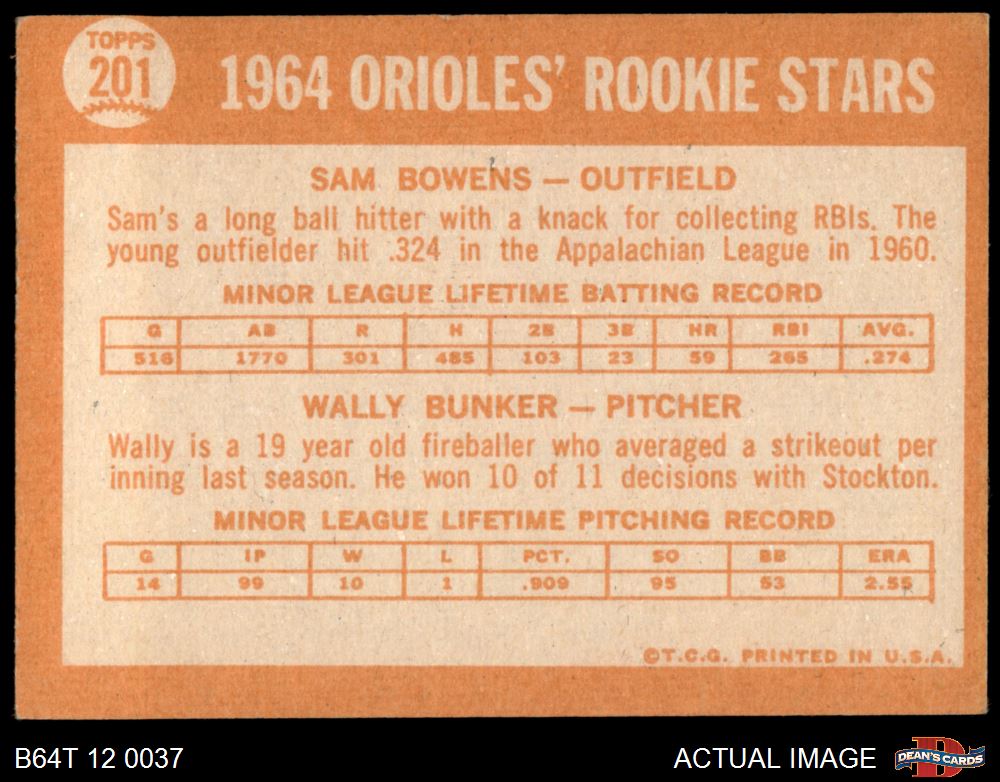 TOPPS
201
1964 ORIOLES' ROOKIE STARS
SAM BOWENS — OUTFIELD
Sam's a long ball hitter with a knack for collecting RBIs. The
young outfielder hit .324 in the Appalachian League in 1960.
MINOR LEAGUE LIFETIME BATTING RECORD
G AB R H 2B 3B HR RBI AVG.
516 1770 301 485 103 23 59 265 .274
WALLY BUNKER — PITCHER
Wally is a 19 year old fireballer who averaged a strikeout per
inning last season. He won 10 of 11 decisions with Stockton.
MINOR LEAGUE LIFETIME PITCHING RECORD
G IP W L PCT. SO BB ERA
14 99 10 1 .909 95 53 2.55
©T.C.G. PRINTED IN U.S.A.
B64T 12 0037
ACTUAL IMAGE
D
DEAN'S CARDS